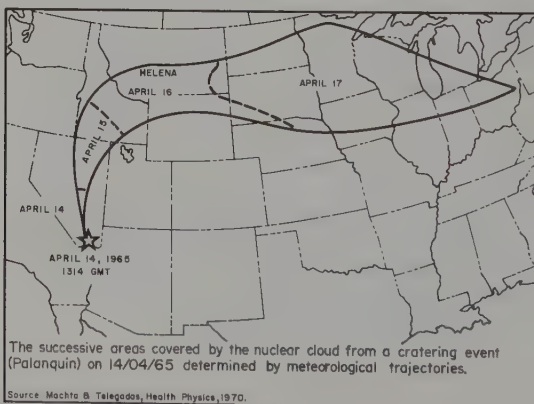 HELENA
APRIL 16
APRIL 17
APRIL 15
APRIL 14
APRIL 14, 1965
1314 GMT
The successive areas covered by the nuclear cloud from a cratering event
(Palanquin) on 14/04/65 determined by meteorological trajectories.
Source Machta & Telegados, Health Physics, 1970.